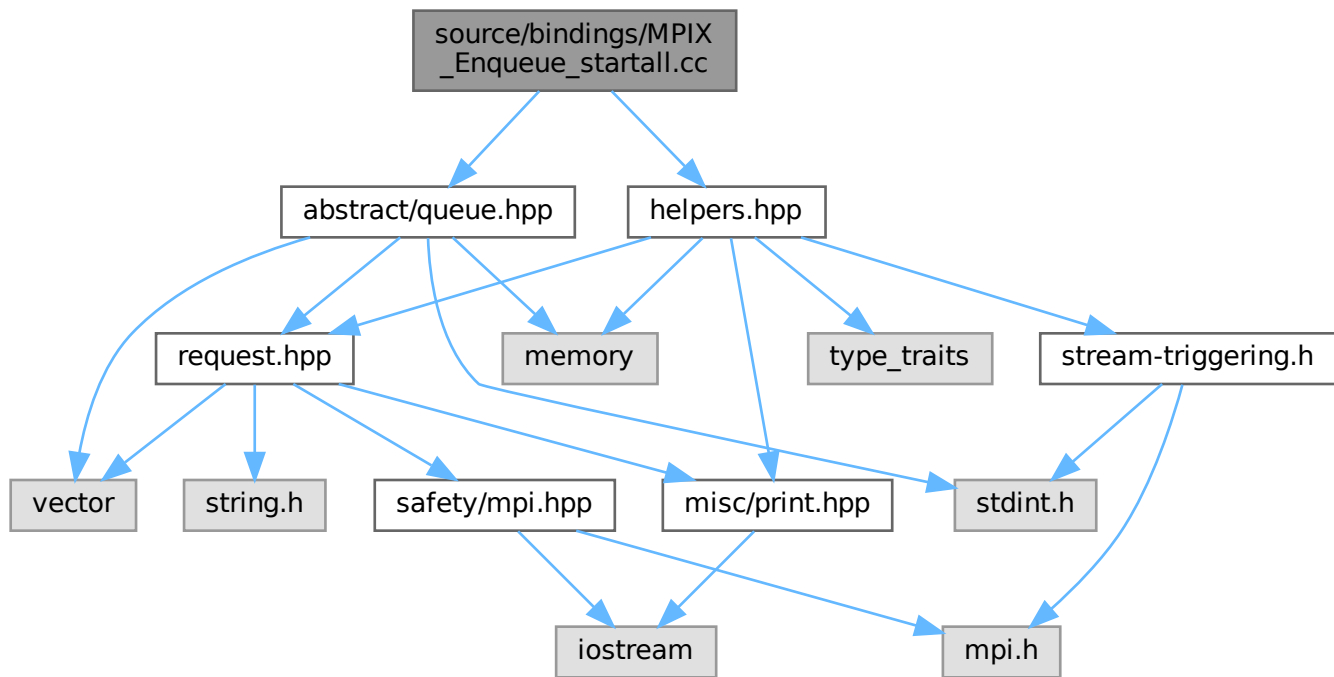 source/bindings/MPIX
_Enqueue_startall.cc
abstract/queue.hpp
helpers.hpp
request.hpp
memory
type_traits
stream-triggering.h
vector
string.h
safety/mpi.hpp
misc/print.hpp
stdint.h
iostream
mpi.h